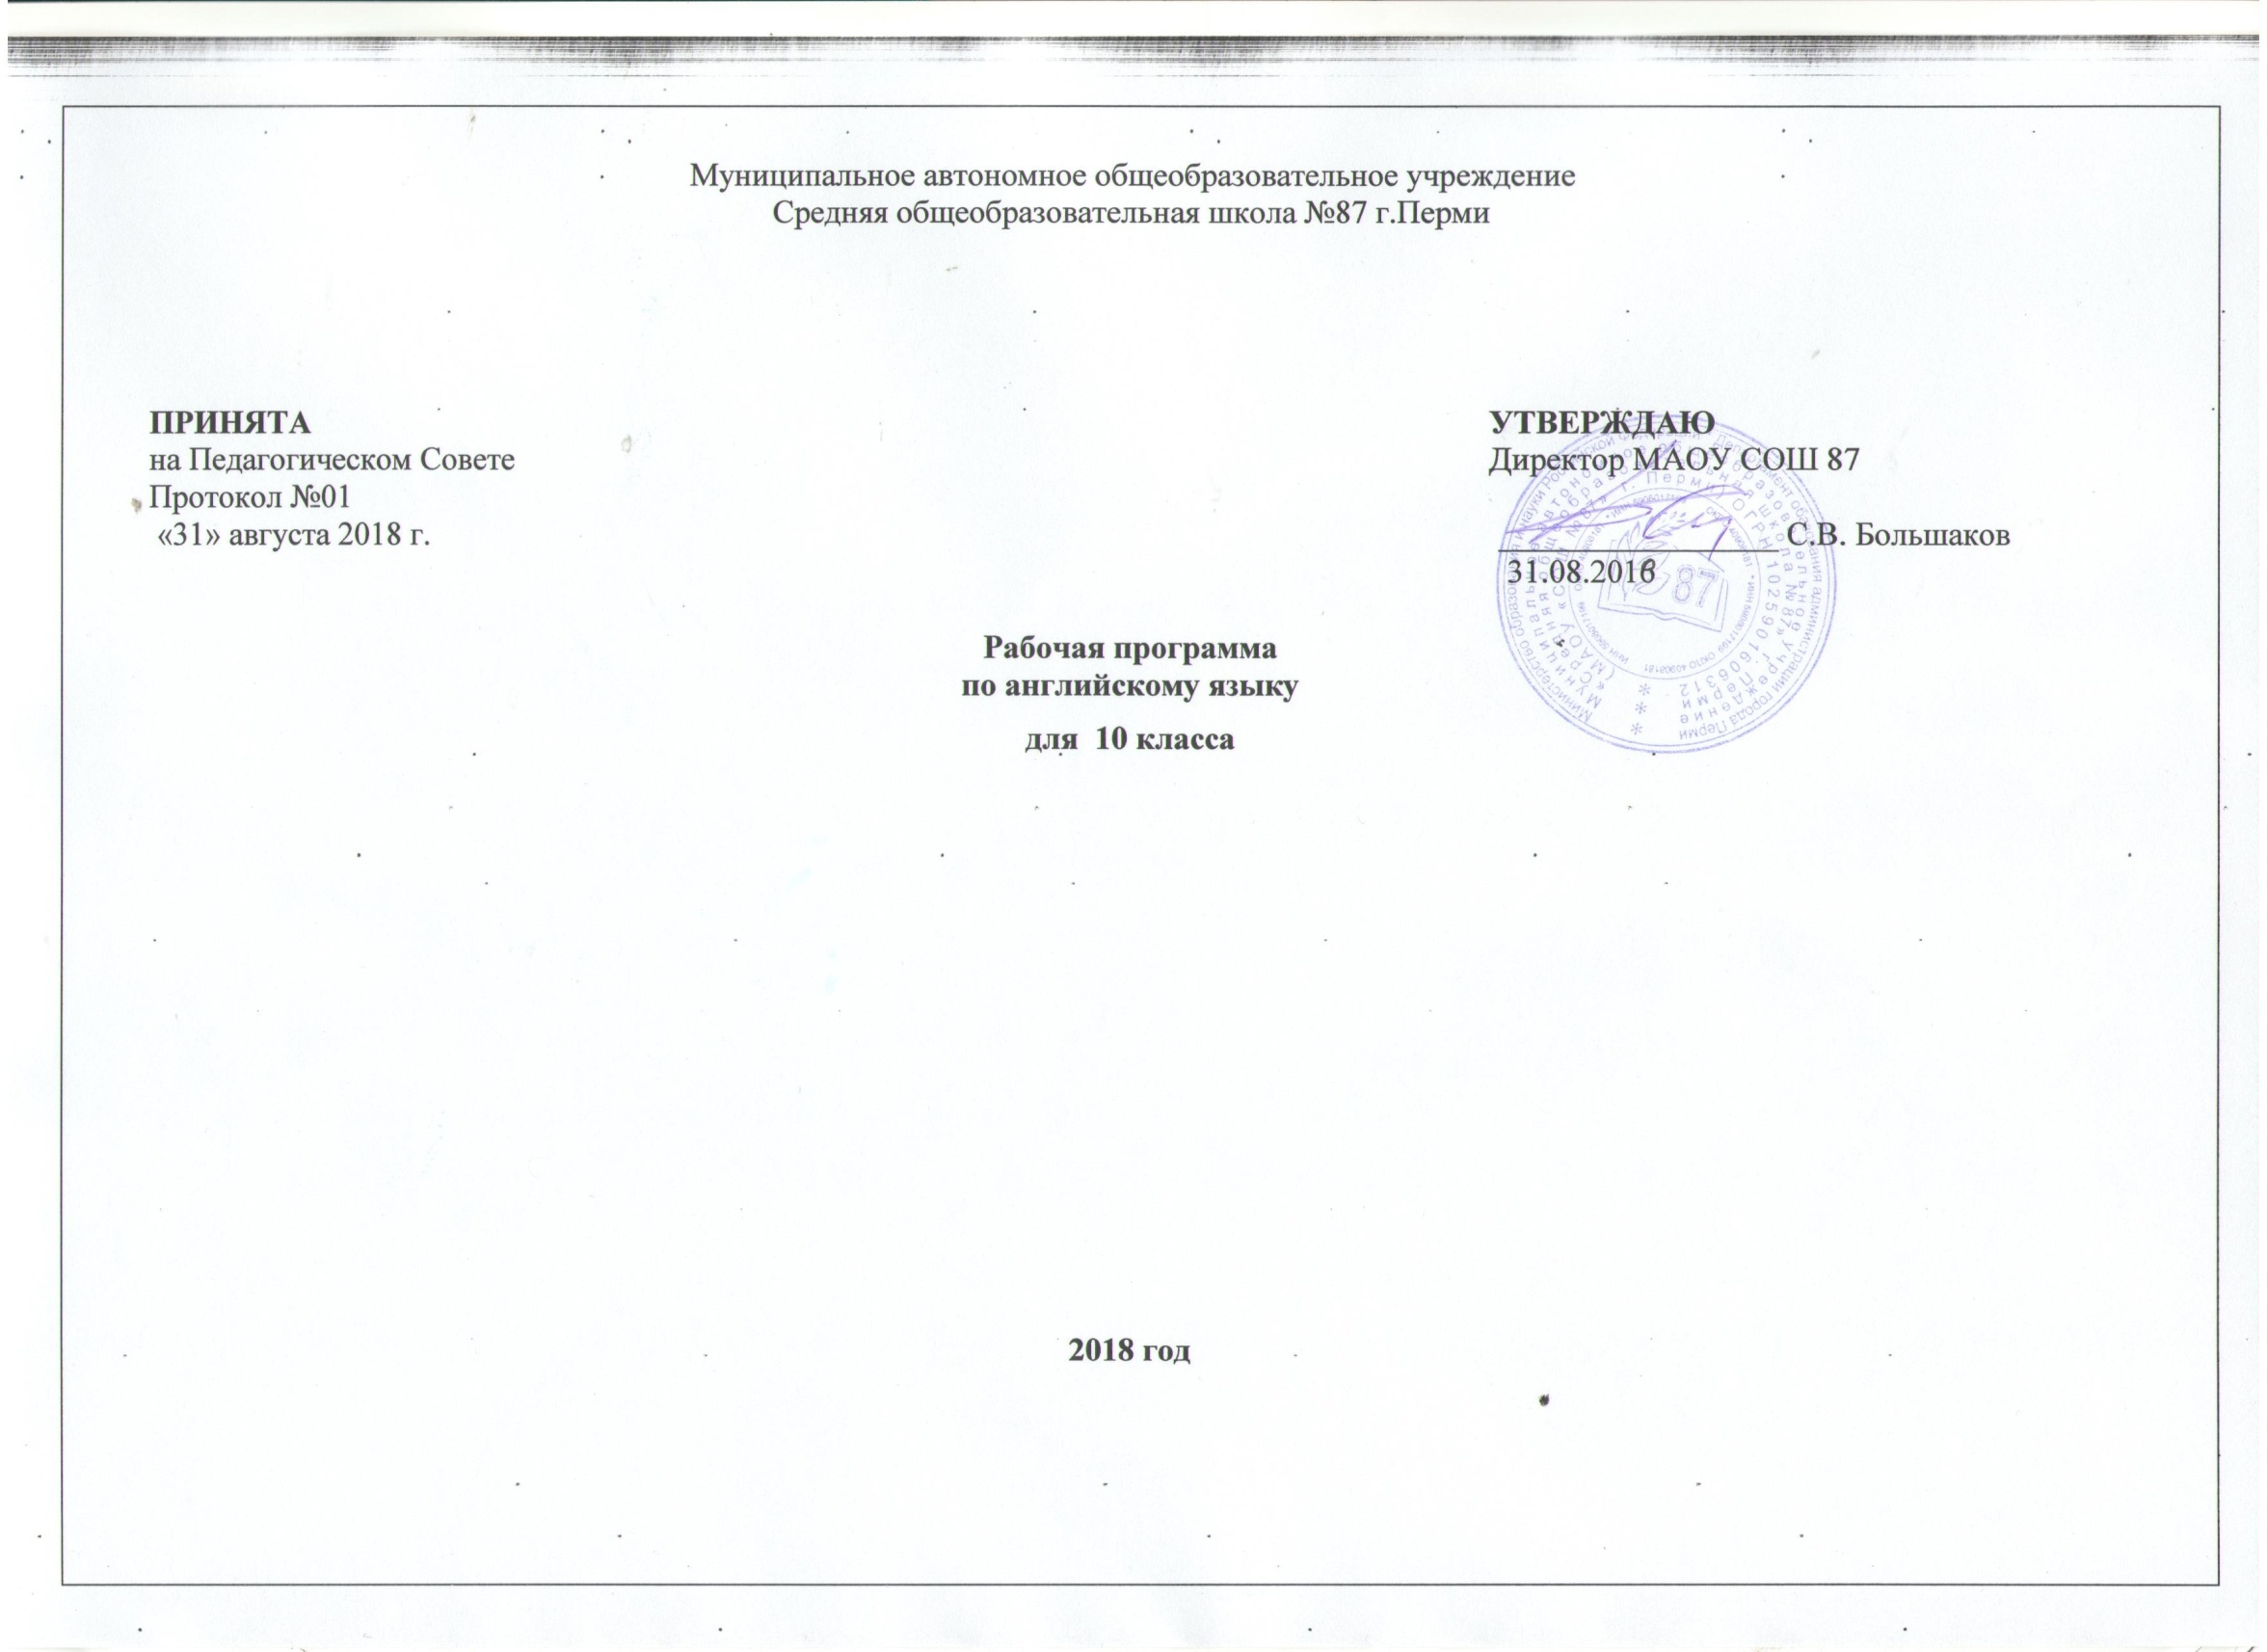 Муниципальное автономное общеобразовательное учреждение
Средняя общеобразовательная школа №87 г.Перми
ПРИНЯТА
на Педагогическом Совете
Протокол №01
«31» августа 2018 г.
УТВЕРЖДАЮ
Директор МАОУ СОШ 87
С.В. Большаков
31.08.2018
Рабочая программа
по английскому языку
для 10 класса
2018 год
87